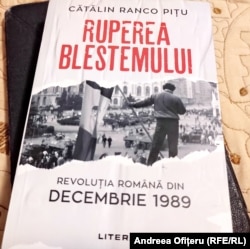 CĂTĂLIN RANCO PIȚU
RUPEREA
BLESTEMULUI
REVOLUȚIA ROMÂNĂ DIN
DECEMBRIE 1989
LITER
Andreea Ofițeru (RFE/RL)